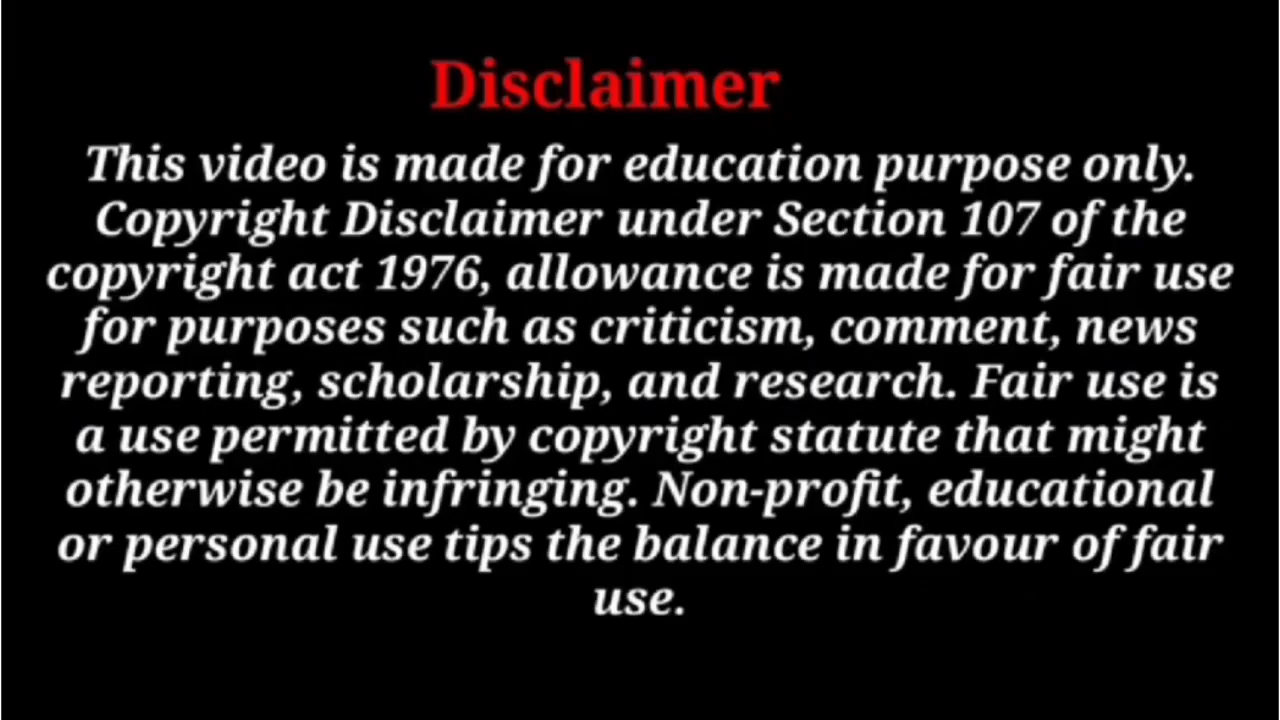 Disclaimer
This video is made for education purpose only.
Copyright Disclaimer under Section 107 of the
copyright act 1976, allowance is made for fair use
for purposes such as criticism, comment, news
reporting, scholarship, and research. Fair use is
a use permitted by copyright statute that might
otherwise be infringing. Non-profit, educational
or personal use tips the balance in favour of fair
use.